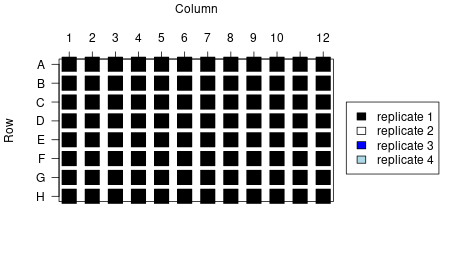 Column
1 2 3 4 5 6 7 8 9 10 12
Row
A
B
C
D
E
F
G
H
replicate 1
replicate 2
replicate 3
replicate 4